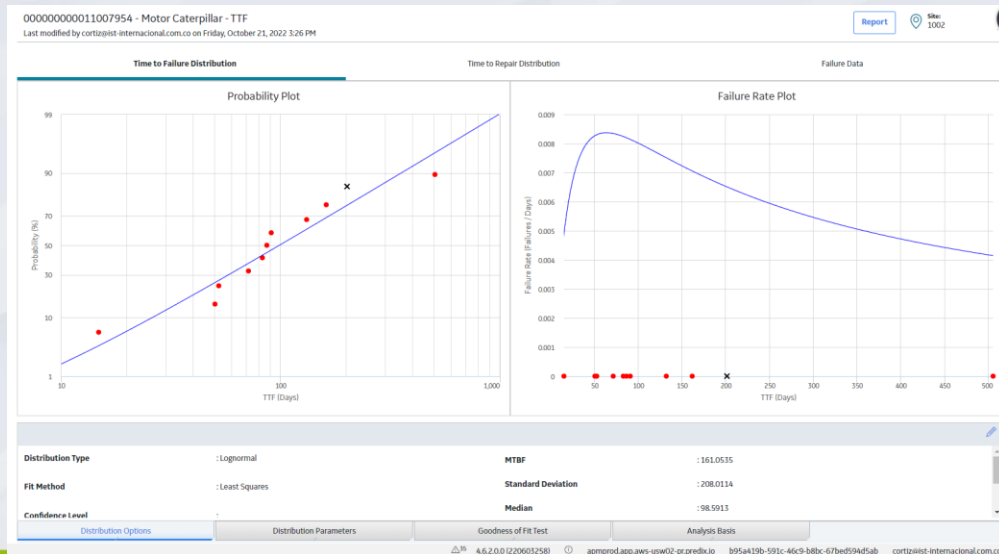 000000000011007954 - Motor Caterpillar - TTF
Last modified by cortiz@ist-internacional.com.co on Friday, October 21, 2022 3:26 PM
Report
Site:
1002
Time to Failure Distribution
Time to Repair Distribution
Failure Data
Probability Plot
99
90
70
50
30
10
1
Probability (%)
10
100
1,000
TTF (Days)
Failure Rate Plot
0.009
0.008
0.007
0.006
0.005
0.004
0.003
0.002
0.001
0
Failure Rate (Failures / Days)
50
100
150
200
250
300
350
400
450
500
TTF (Days)
Distribution Type : Lognormal
MTBF : 161.0535
Fit Method : Least Squares
Standard Deviation : 208.0114
Confidence Level :
Median : 98.5913
Distribution Options
Distribution Parameters
Goodness of Fit Test
Analysis Basis
35 4.6.2.0.0 (220603258) apmprod.app.aws-usw02-pr.predix.io b95a419b-591c-46c9-b8bc-67bed594d5ab cortiz@ist-internacional.com.co